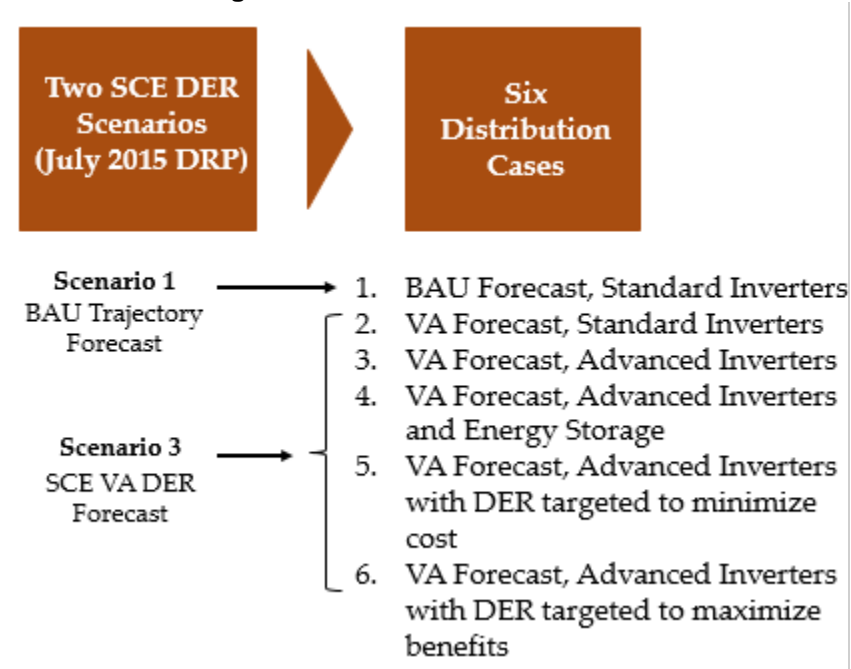 Two SCE DER
Scenarios
(July 2015 DRP)
Six
Distribution
Cases
Scenario 1
BAU Trajectory
Forecast
Scenario 3
SCE VA DER
Forecast
1. BAU Forecast, Standard Inverters
2. VA Forecast, Standard Inverters
3. VA Forecast, Advanced Inverters
4. VA Forecast, Advanced Inverters
and Energy Storage
5. VA Forecast, Advanced Inverters
with DER targeted to minimize
cost
6. VA Forecast, Advanced Inverters
with DER targeted to maximize
benefits